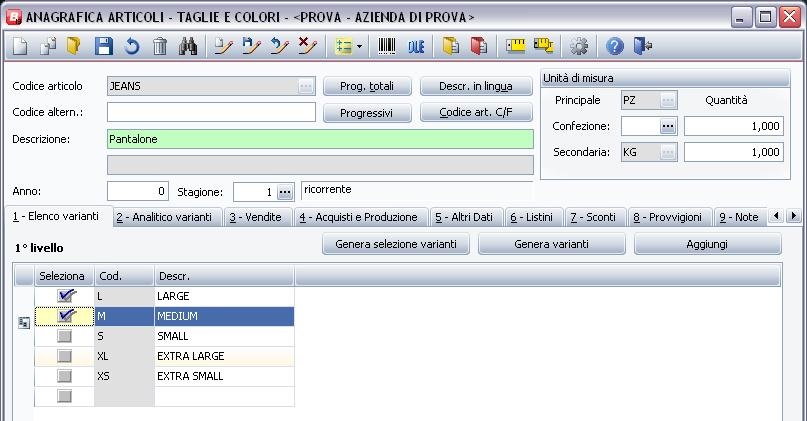 ANAGRAFICA ARTICOLI - TAGLIE E COLORI - <PROVA - AZIENDA DI PROVA>
DUE
Codice articolo JEANS Prog. totali Descr. in lingua
Codice altern.: Progressivi Codice art. C/F
Descrizione: Pantalone
Anno: 0 Stagione: 1 ... ricorrente
Unità di misura
Principale PZ ... Quantità
Confezione: ... 1,000
Secondaria: KG ... 1,000
1 - Elenco varianti 2 - Analitico varianti 3 - Vendite 4 - Acquisti e Produzione 5 - Altri Dati 6 - Listini 7 - Sconti 8 - Provvigioni 9 - Note
1° livello Genera selezione varianti Genera varianti Aggiungi
Seleziona Cod. Descr.
L LARGE
M MEDIUM
S SMALL
XL EXTRA LARGE
XS EXTRA SMALL